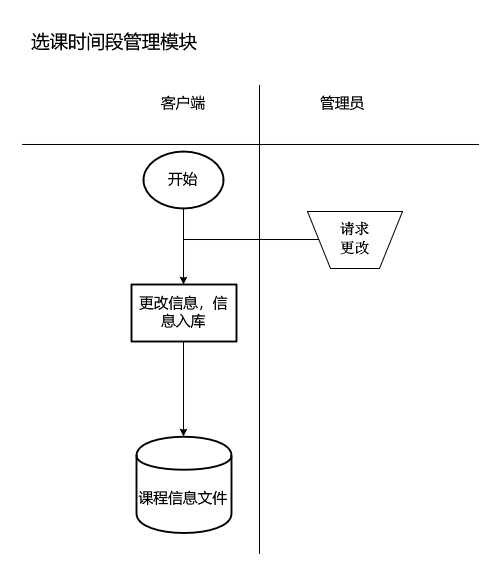 选课时间段管理模块
客户端
管理员
开始
请求
更改
更改信息，信
息入库
课程信息文件